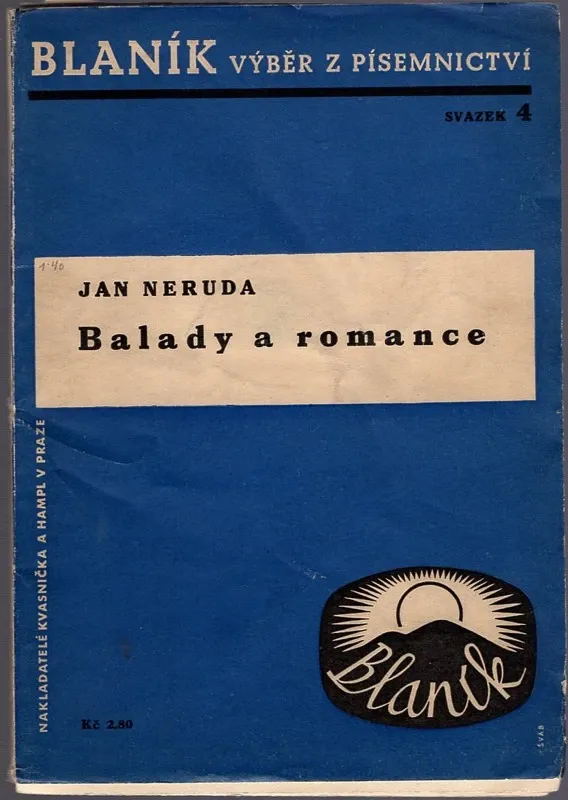 BLANÍK VÝBĚR Z PÍSEMNICTVÍ
SVAZEK 4
1·40
JAN NERUDA
Balady a romance
NAKLADATELÉ KVASNIČKA A HAMPL V PRAZE
Blaník
Kč 2.80
ŠVÁB